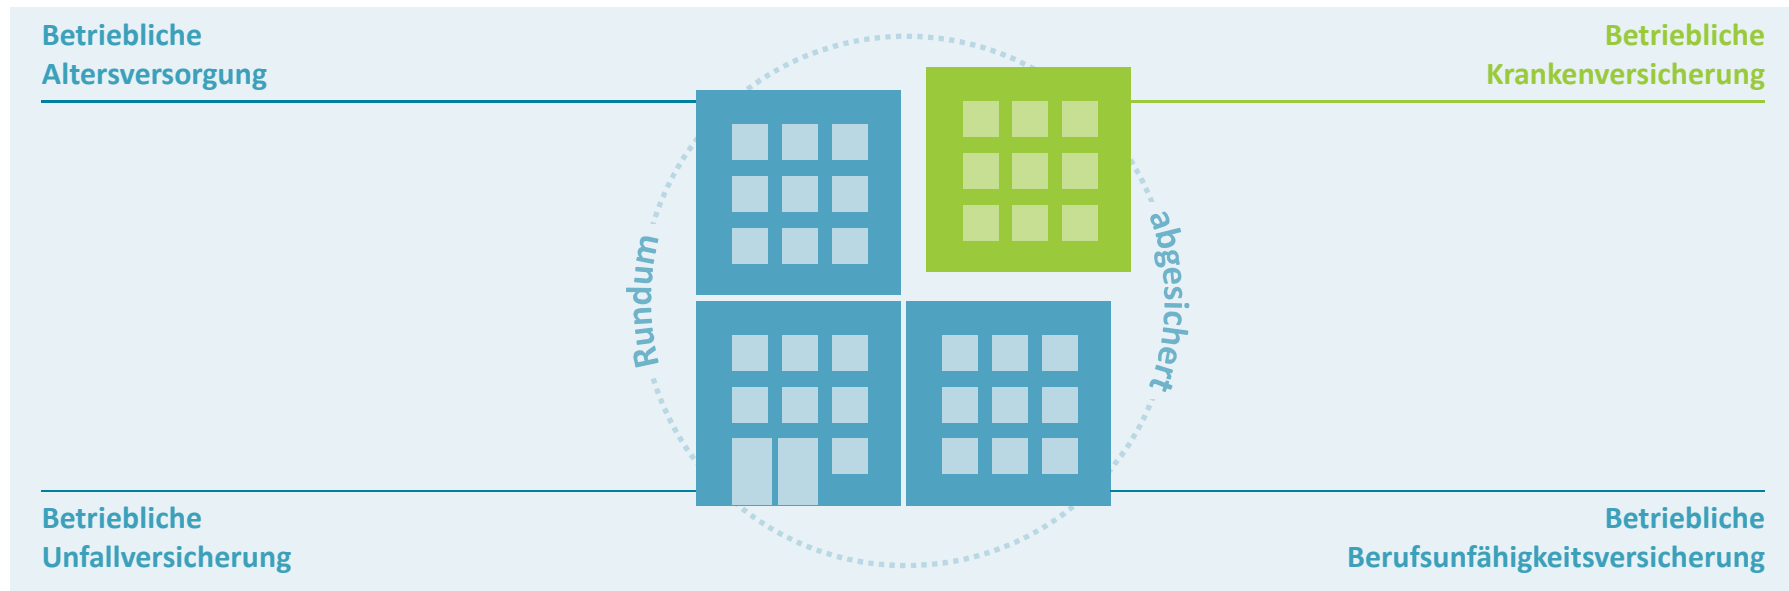 Betriebliche
Altersversorgung
Betriebliche
Krankenversicherung
Rundum
abgesichert
Betriebliche
Unfallversicherung
Betriebliche
Berufsunfähigkeitsversicherung